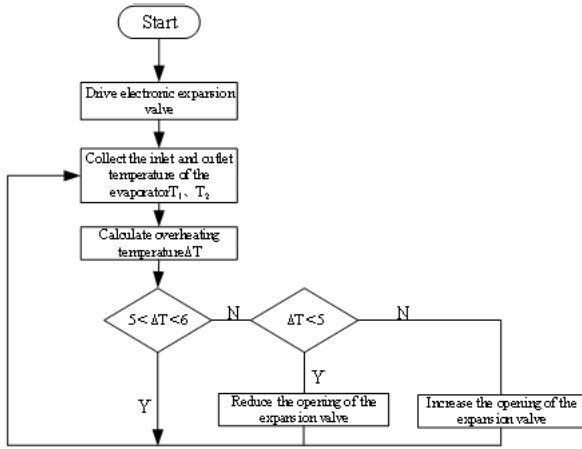 Start
Drive electronic expansion
valve
Collect the inlet and outlet
temperature of the
evaporatorT₁、T₂
Calculate overheating
temperatureΔT
5<ΔT<6
N
ΔT<5
N
Y
Y
Reduce the opening of the
expansion valve
Increase the opening of the
expansion valve